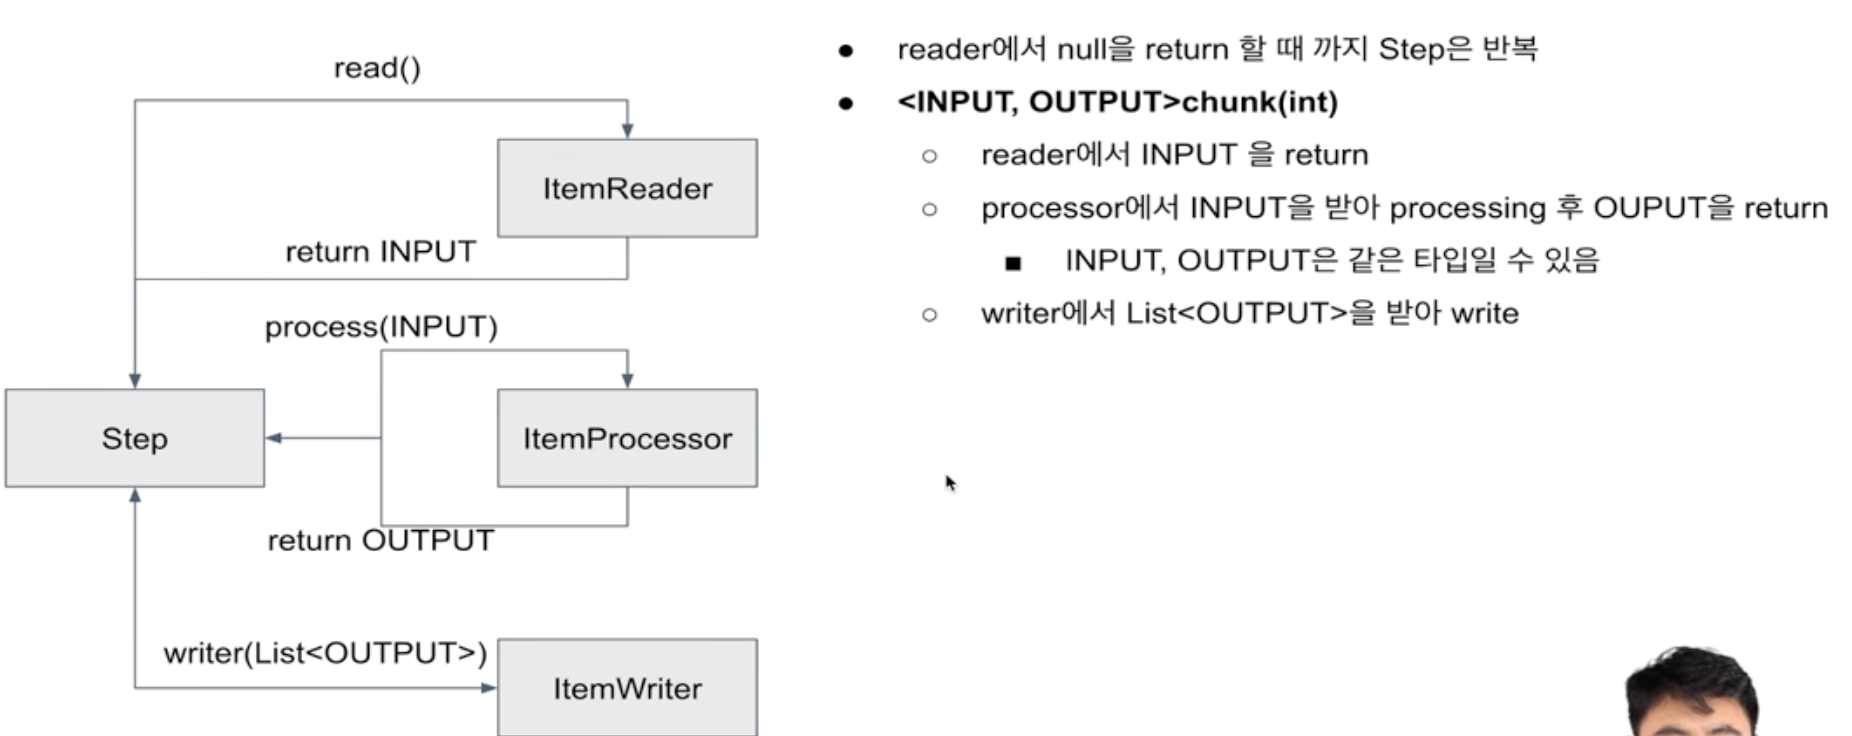 read()
ItemReader
return INPUT
process(INPUT)
Step
ItemProcessor
return OUTPUT
writer(List<OUTPUT>)
ItemWriter
● reader에서 null을 return 할 때 까지 Step은 반복
● <INPUT, OUTPUT>chunk(int)
○ reader에서 INPUT 을 return
○ processor에서 INPUT을 받아 processing 후 OUPUT을 return
■ INPUT, OUTPUT은 같은 타입일 수 있음
○ writer에서 List<OUTPUT>을 받아 write